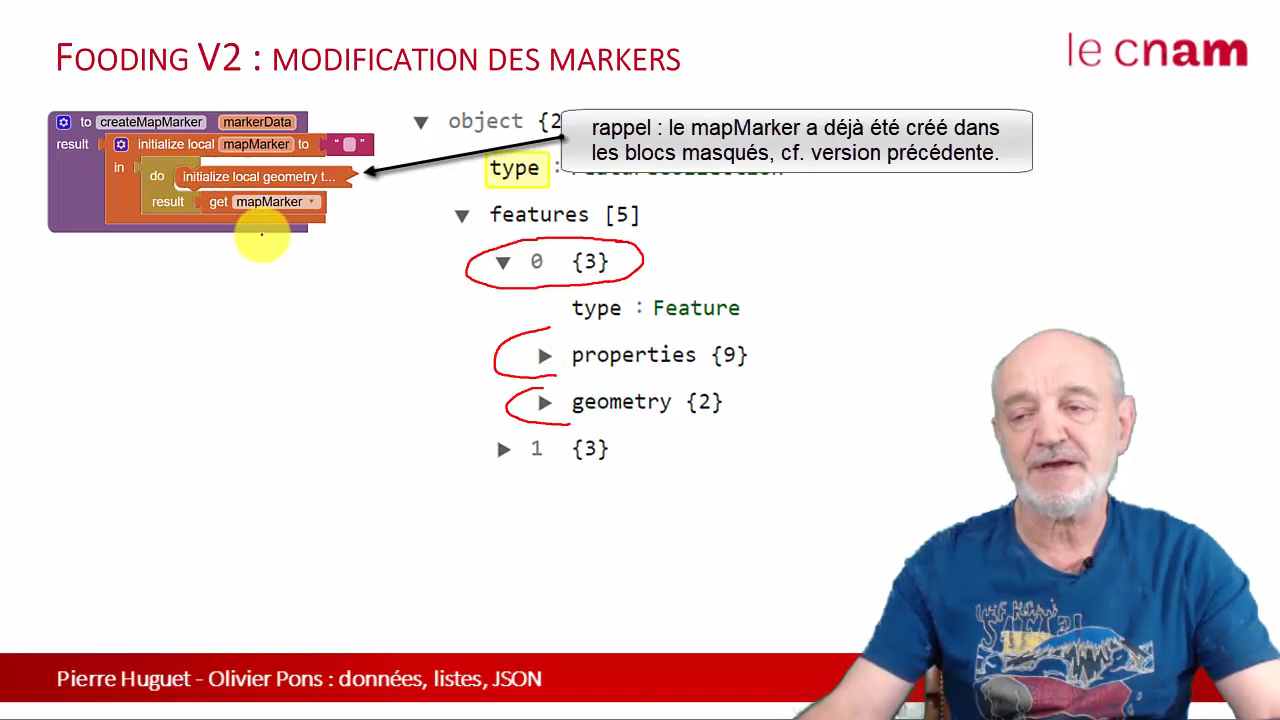 FOODING V2 : MODIFICATION DES MARKERS
le cnam
to createMapMarker markerData
result initialize local mapMarker to " "
in do initialize local geometry t...
result get mapMarker
object {2
rappel : le mapMarker a déjà été créé dans
les blocs masqués, cf. version précédente.
type :
features [5]
0 {3}
type : Feature
properties {9}
geometry {2}
1 {3}
Pierre Huguet - Olivier Pons : données, listes, JSON